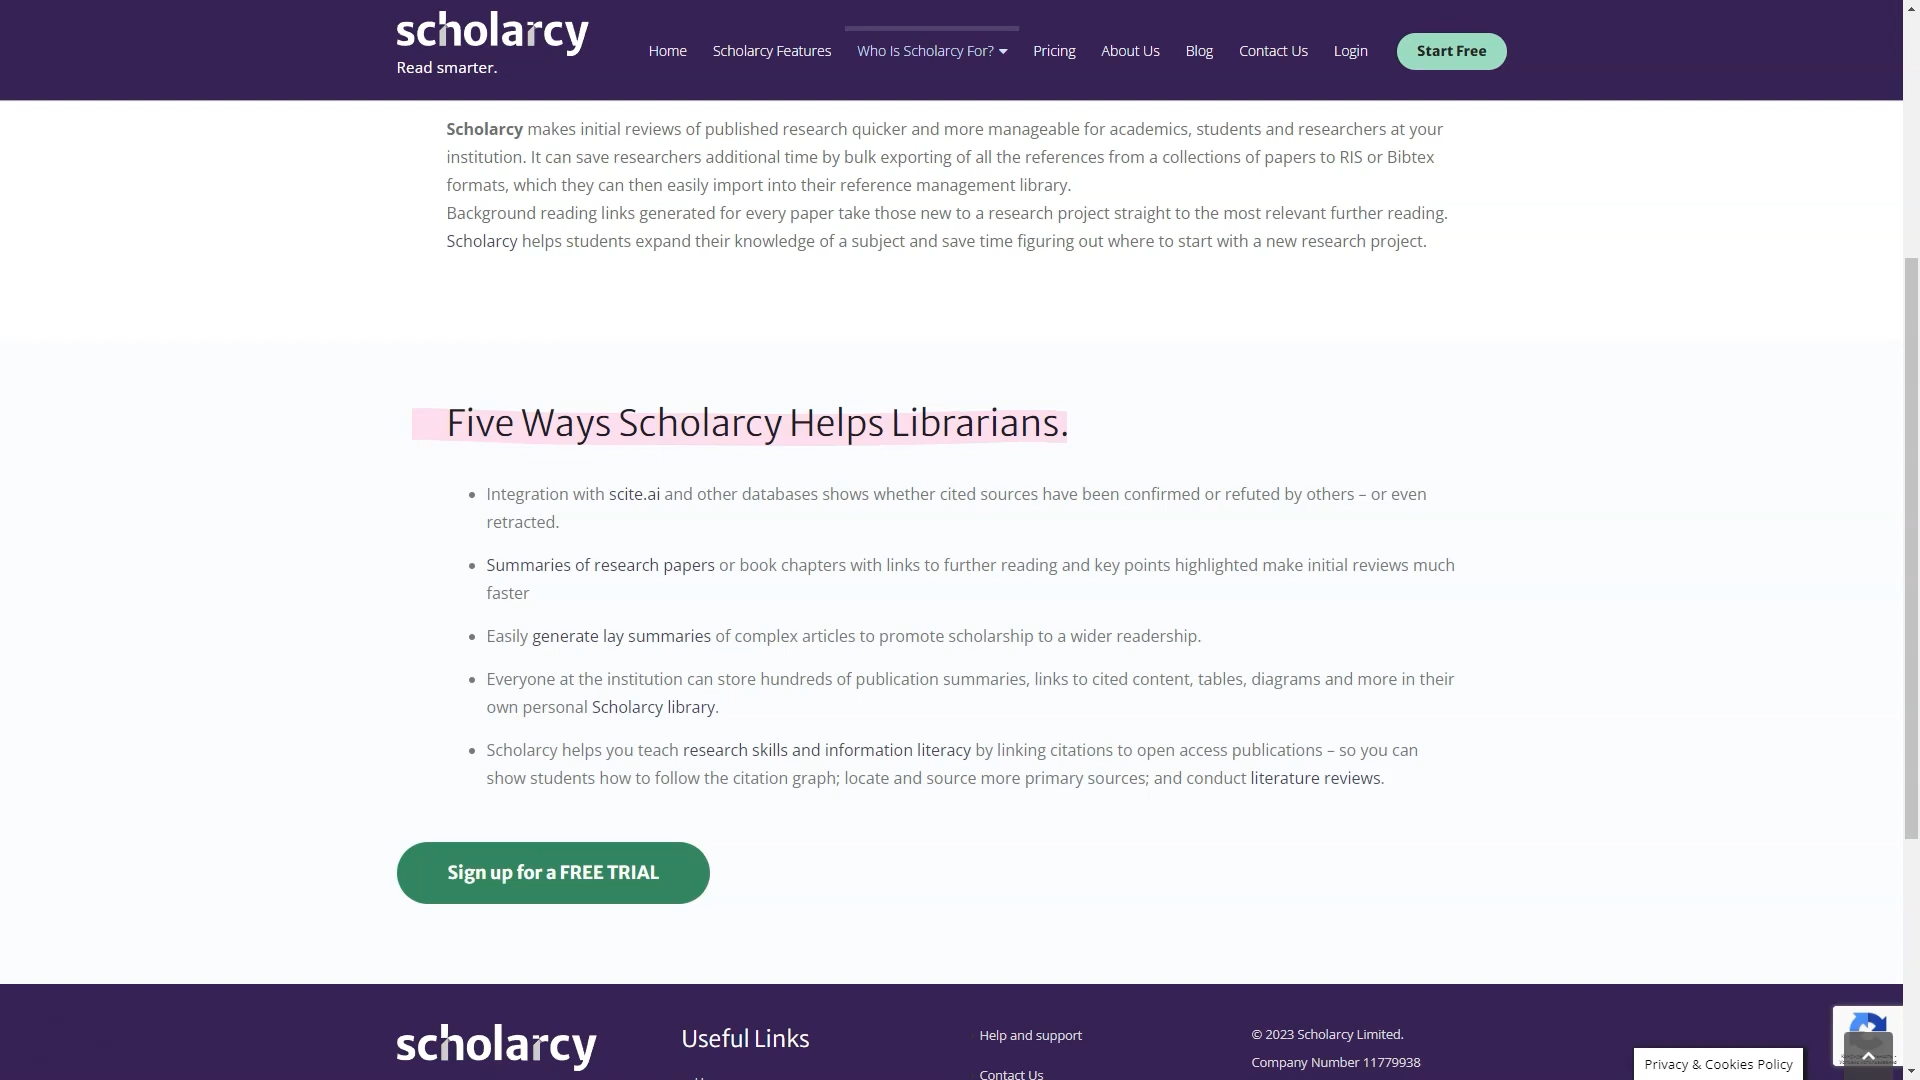 scholarcy
Read smarter.
Home
Scholarcy Features
Who Is Scholarcy For?
Pricing
About Us
Blog
Contact Us
Login
Start Free
Scholarcy makes initial reviews of published research quicker and more manageable for academics, students and researchers at your
institution. It can save researchers additional time by bulk exporting of all the references from a collections of papers to RIS or Bibtex
formats, which they can then easily import into their reference management library.
Background reading links generated for every paper take those new to a research project straight to the most relevant further reading.
Scholarcy helps students expand their knowledge of a subject and save time figuring out where to start with a new research project.
Five Ways Scholarcy Helps Librarians.
Integration with scite.ai and other databases shows whether cited sources have been confirmed or refuted by others – or even
retracted.
Summaries of research papers or book chapters with links to further reading and key points highlighted make initial reviews much
faster
Easily generate lay summaries of complex articles to promote scholarship to a wider readership.
Everyone at the institution can store hundreds of publication summaries, links to cited content, tables, diagrams and more in their
own personal Scholarcy library.
Scholarcy helps you teach research skills and information literacy by linking citations to open access publications – so you can
show students how to follow the citation graph; locate and source more primary sources; and conduct literature reviews.
Sign up for a FREE TRIAL
scholarcy
Useful Links
Help and support
Contact Us
© 2023 Scholarcy Limited.
Company Number 11779938
Privacy & Cookies Policy